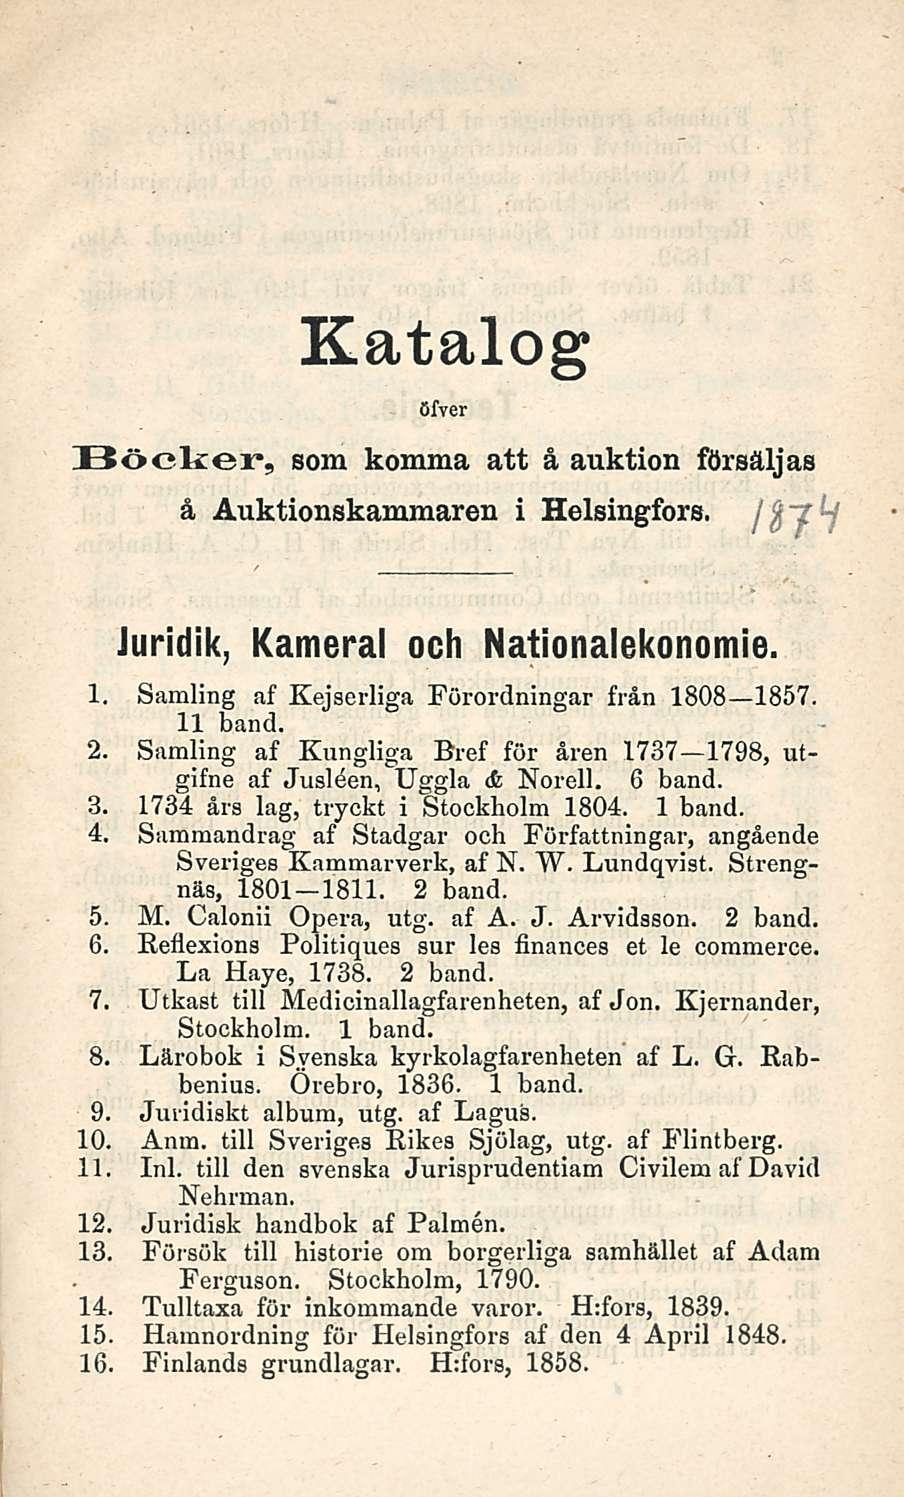 Katalog
öfver
Böcker, som komma att å auktion försäljas
å Auktionskammaren i Helsingfors. 1874
Juridik, Kameral och Nationalekonomie.
1. Samling af Kejserliga Förordningar från 1808—1857.
11 band.
2. Samling af Kungliga Bref för åren 1737—1798, ut-
gifne af Jusléen, Uggla & Norell. 6 band.
3. 1734 års lag, tryckt i Stockholm 1804. 1 band.
4. Sammandrag af Stadgar och Författningar, angående
Sveriges Kammarverk, af N. W. Lundqvist. Streng-
näs, 1801—1811. 2 band.
5. M. Calonii Opera, utg. af A. J. Arvidsson. 2 band.
6. Reflexions Politiques sur les finances et le commerce.
La Haye, 1738. 2 band.
7. Utkast till Medicinallagfarenheten, af Jon. Kjernander,
Stockholm. 1 band.
8. Lärobok i Svenska kyrkolagfarenheten af L. G. Rab-
benius. Örebro, 1836. 1 band.
9. Juridiskt album, utg. af Lagus.
10. Anm. till Sveriges Rikes Sjölag, utg. af Flintberg.
11. Inl. till den svenska Jurisprudentiam Civilem af David
Nehrman.
12. Juridisk handbok af Palmén.
13. Försök till historie om borgerliga samhället af Adam
Ferguson. Stockholm, 1790.
14. Tulltaxa för inkommande varor. H:fors, 1839.
15. Hamnordning för Helsingfors af den 4 April 1848.
16. Finlands grundlagar. H:fors, 1858.